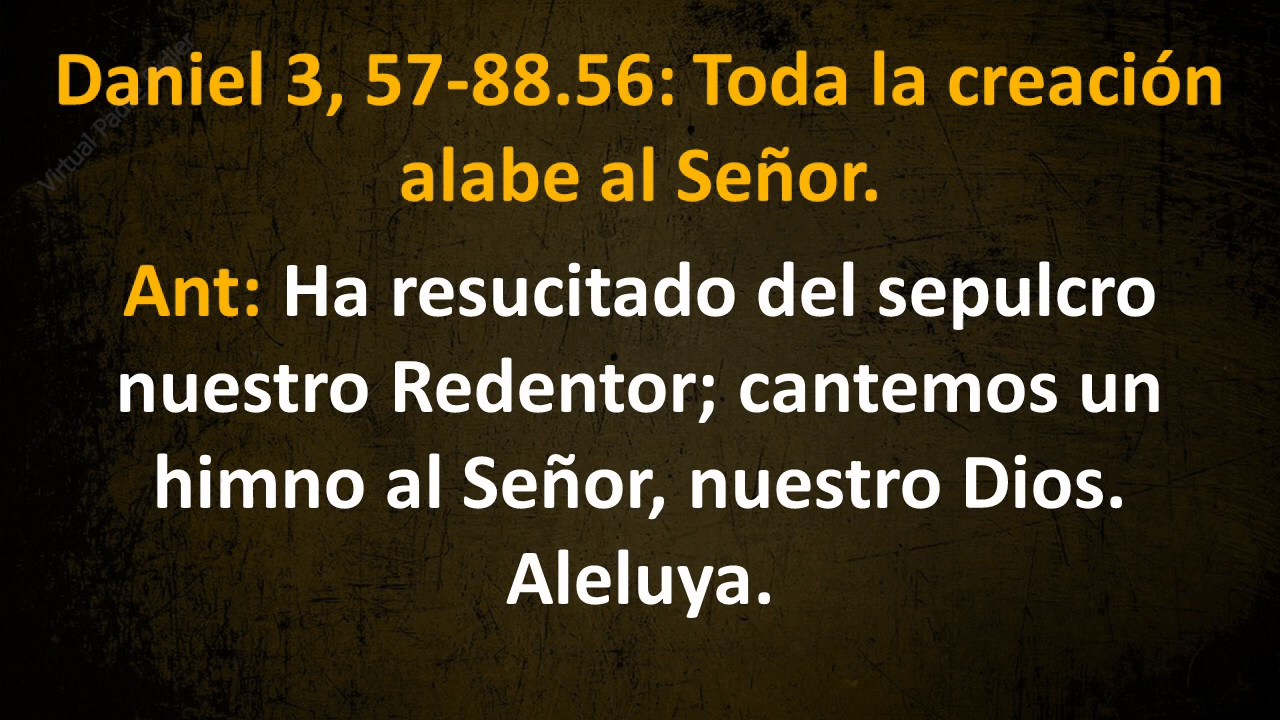 Daniel 3, 57-88.56: Toda la creación
alabe al Señor.
Ant: Ha resucitado del sepulcro
nuestro Redentor; cantemos un
himno al Señor, nuestro Dios.
Aleluya.